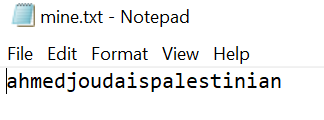 mine.txt - Notepad
File Edit Format View Help
ahmedjoudaispalestinian